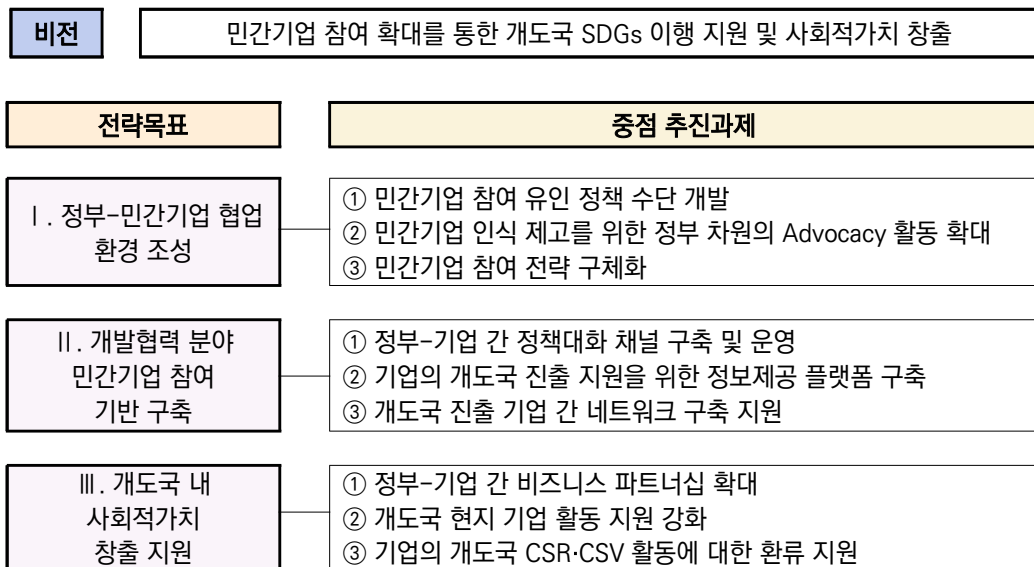 비전
민간기업 참여 확대를 통한 개도국 SDGs 이행 지원 및 사회적가치 창출
전략목표
중점 추진과제
Ⅰ. 정부-민간기업 협업
환경 조성
① 민간기업 참여 유인 정책 수단 개발
② 민간기업 인식 제고를 위한 정부 차원의 Advocacy 활동 확대
③ 민간기업 참여 전략 구체화
Ⅱ. 개발협력 분야
민간기업 참여
기반 구축
① 정부-기업 간 정책대화 채널 구축 및 운영
② 기업의 개도국 진출 지원을 위한 정보제공 플랫폼 구축
③ 개도국 진출 기업 간 네트워크 구축 지원
Ⅲ. 개도국 내
사회적가치
창출 지원
① 정부-기업 간 비즈니스 파트너십 확대
② 개도국 현지 기업 활동 지원 강화
③ 기업의 개도국 CSR·CSV 활동에 대한 환류 지원